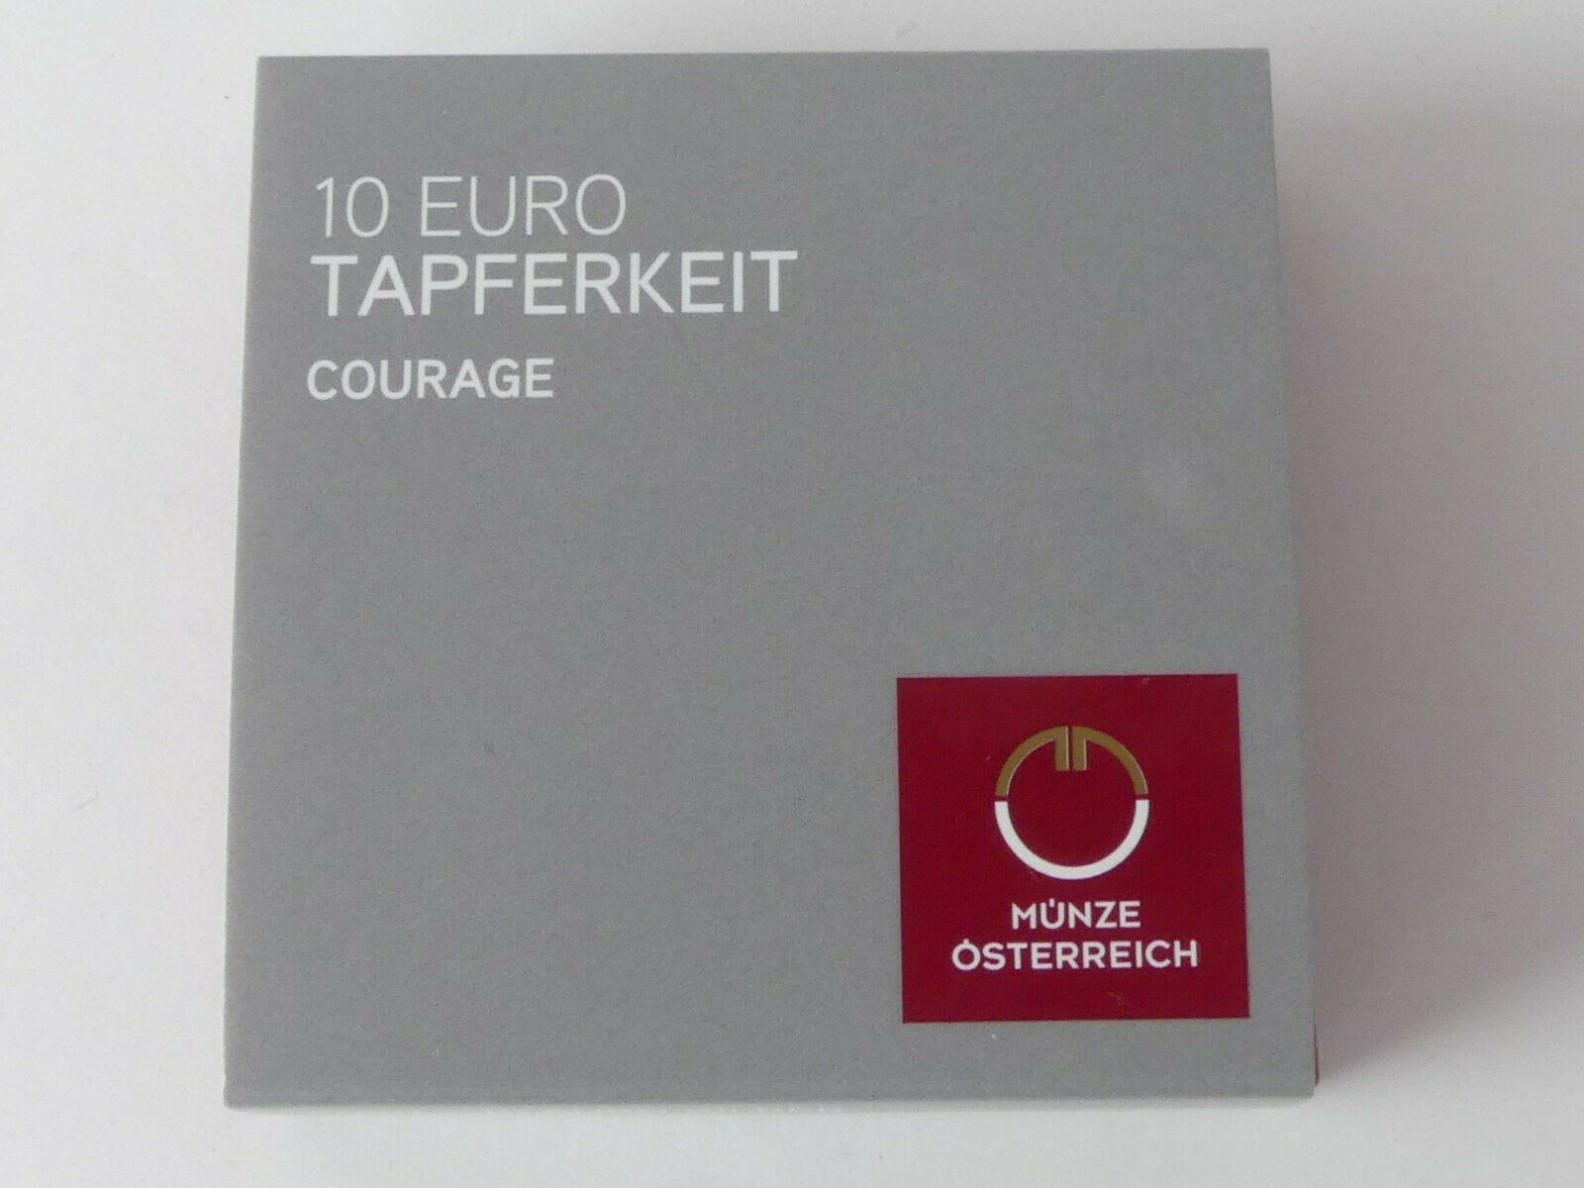 10 EURO
TAPFERKEIT
COURAGE
MÜNZE
ÖSTERREICH